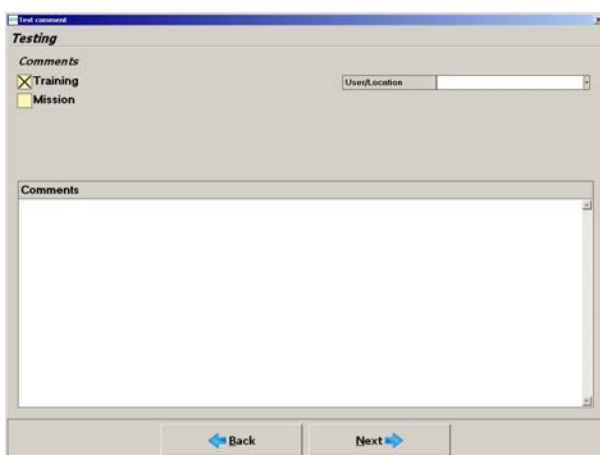 Test comment
Testing
Comments
Training
User/Location
Mission
Comments
Back
Next